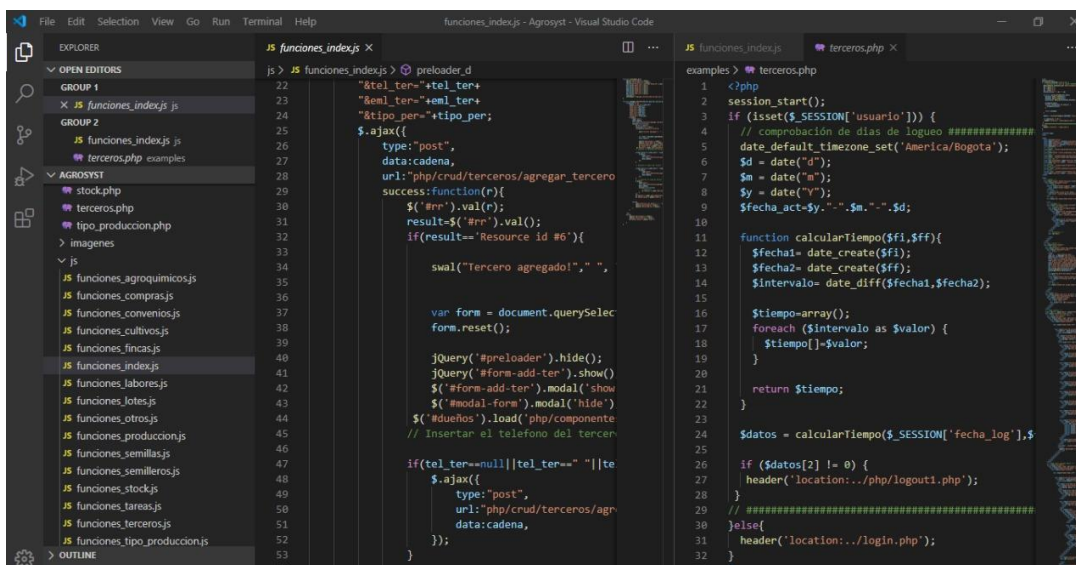 File Edit Selection View Go Run Terminal Help
funciones_index.js - Agrosyst - Visual Studio Code
EXPLORER
OPEN EDITORS
GROUP 1
JS funciones_index.js js
GROUP 2
JS funciones_index.js js
terceros.php examples
AGROSYST
stock.php
terceros.php
tipo_produccion.php
imagenes
js
JS funciones_agroquimicos.js
JS funciones_compras.js
JS funciones_convenios.js
JS funciones_cultivos.js
JS funciones_fincas.js
JS funciones_index.js
JS funciones_labores.js
JS funciones_lotes.js
JS funciones_otros.js
JS funciones_produccion.js
JS funciones_semillas.js
JS funciones_semilleros.js
JS funciones_stock.js
JS funciones_tareas.js
JS funciones_terceros.js
JS funciones_tipo_produccion.js
OUTLINE
JS funciones_index.js
js > JS funciones_index.js > preloader_d
22 "&tel_ter="+tel_ter+
23 "&eml_ter="+eml_ter+
24 "&tipo_per="+tipo_per;
25 $.ajax({
26 type:"post",
27 data:cadena,
28 url:"php/crud/terceros/agregar_tercero
29 success:function(r){
30 $('#rr').val(r);
31 result=$('#rr').val();
32 if(result=='Resource id #6'){
33
34 swal("Tercero agregado!"," ",
35
36
37 var form = document.querySelec
38 form.reset();
39
40 jQuery('#preloader').hide();
41 jQuery('#form-add-ter').show()
42 $('#form-add-ter').modal('show
43 $('#modal-form').modal('hide')
44 $('#dueños').load('php/componente
45 // Insertar el telefono del tercer
46
47 if(tel_ter==null||tel_ter==" "||te
48 $.ajax({
49 type:"post",
50 url:"php/crud/terceros/agr
51 data:cadena,
52 });
53 }
JS funciones_index.js
terceros.php
examples > terceros.php
1 <?php
2 session_start();
3 if (isset($_SESSION['usuario'])) {
4 // comprobación de dias de logueo ###############
5 date_default_timezone_set('America/Bogota');
6 $d = date("d");
7 $m = date("m");
8 $y = date("Y");
9 $fecha_act=$y."-".$m."-".$d;
10
11 function calcularTiempo($fi,$ff){
12 $fecha1= date_create($fi);
13 $fecha2= date_create($ff);
14 $intervalo= date_diff($fecha1,$fecha2);
15
16 $tiempo=array();
17 foreach ($intervalo as $valor) {
18 $tiempo[]=$valor;
19 }
20
21 return $tiempo;
22 }
23
24 $datos = calcularTiempo($_SESSION['fecha_log'],$
25
26 if ($datos[2] != 0) {
27 header('location:../php/logout1.php');
28 }
29 // ################################################
30 }else{
31 header('location:../login.php');
32 }